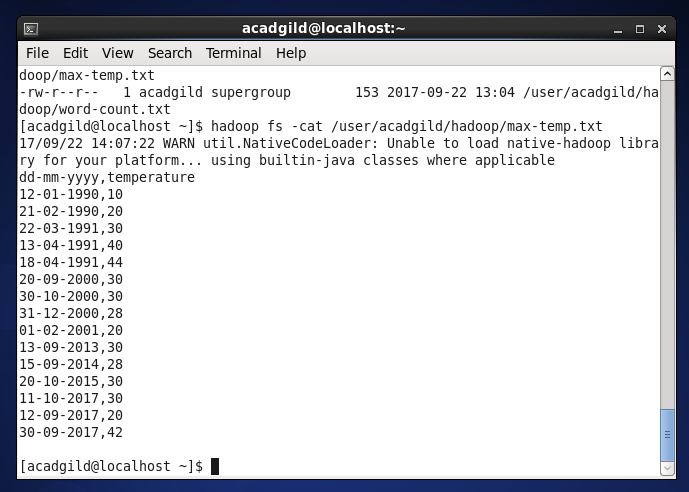 acadgild@localhost:~
File Edit View Search Terminal Help
doop/max-temp.txt
-rw-r--r--   1 acadgild supergroup        153 2017-09-22 13:04 /user/acadgild/ha
doop/word-count.txt
[acadgild@localhost ~]$ hadoop fs -cat /user/acadgild/hadoop/max-temp.txt
17/09/22 14:07:22 WARN util.NativeCodeLoader: Unable to load native-hadoop libra
ry for your platform... using builtin-java classes where applicable
dd-mm-yyyy,temperature
12-01-1990,10
21-02-1990,20
22-03-1991,30
13-04-1991,40
18-04-1991,44
20-09-2000,30
30-10-2000,30
31-12-2000,28
01-02-2001,20
13-09-2013,30
15-09-2014,28
20-10-2015,30
11-10-2017,30
12-09-2017,20
30-09-2017,42
[acadgild@localhost ~]$